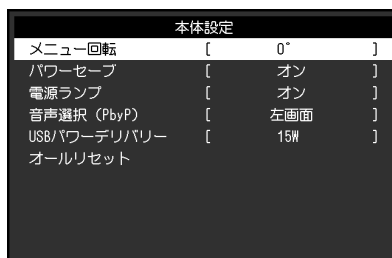 本体設定
メニュー回転 [ 0° ]
パワーセーブ [ オン ]
電源ランプ [ オン ]
音声選択（PbyP） [ 左画面 ]
USBパワーデリバリー [ 15W ]
オールリセット